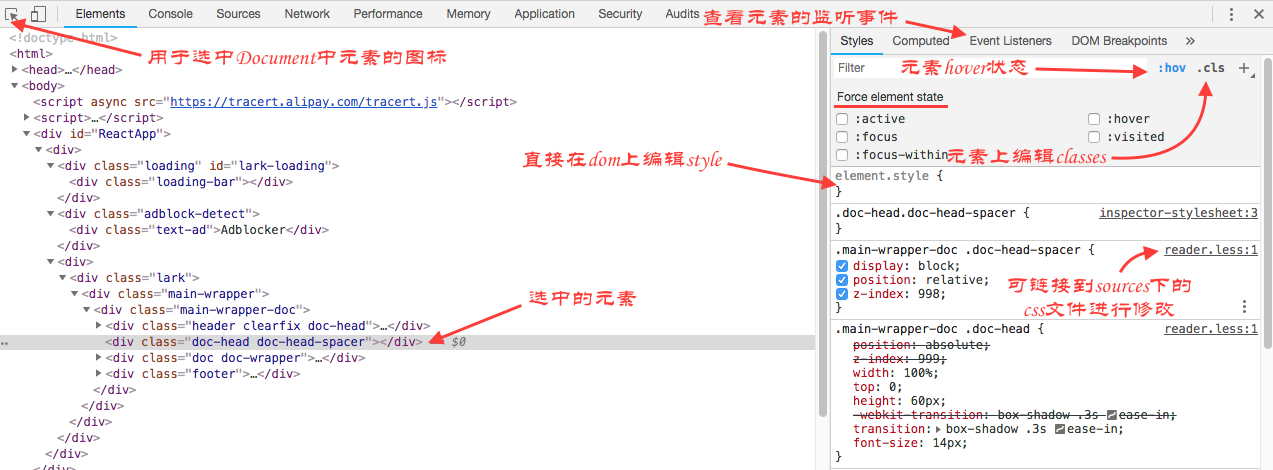 Elements Console Sources Network Performance Memory Application Security Audits
查看元素的监听事件
<!doctype html>
用于选中Document中元素的图标
<html>
<head>…</head>
<body>
<script async src="https://tracert.alipay.com/tracert.js"></script>
<script>…</script>
<div id="ReactApp">
<div>
<div class="loading" id="lark-loading">
<div class="loading-bar"></div>
</div>
<div class="adblock-detect">
<div class="text-ad">Adblocker</div>
</div>
<div>
<div class="lark">
<div class="main-wrapper">
选中的元素
<div class="main-wrapper-doc">
<div class="header clearfix doc-head">…</div>
<div class="doc-head doc-head-spacer"></div> $0
<div class="doc doc-wrapper">…</div>
<div class="footer">…</div>
</div>
</div>
</div>
</div>
</div>
</div>
Styles Computed Event Listeners DOM Breakpoints »
Filter 元素hover状态 :hov .cls +
Force element state
:active :hover
:focus :visited
:focus-within
元素上编辑classes
直接在dom上编辑style
element.style {
}
.doc-head.doc-head-spacer { inspector-stylesheet:3
}
.main-wrapper-doc .doc-head-spacer { reader.less:1
display: block;
position: relative;
z-index: 998;
}
可链接到sources下的
css文件进行修改
.main-wrapper-doc .doc-head { reader.less:1
position: absolute;
z-index: 999;
width: 100%;
top: 0;
height: 60px;
-webkit-transition: box-shadow .3s ease-in;
transition: box-shadow .3s ease-in;
font-size: 14px;
}